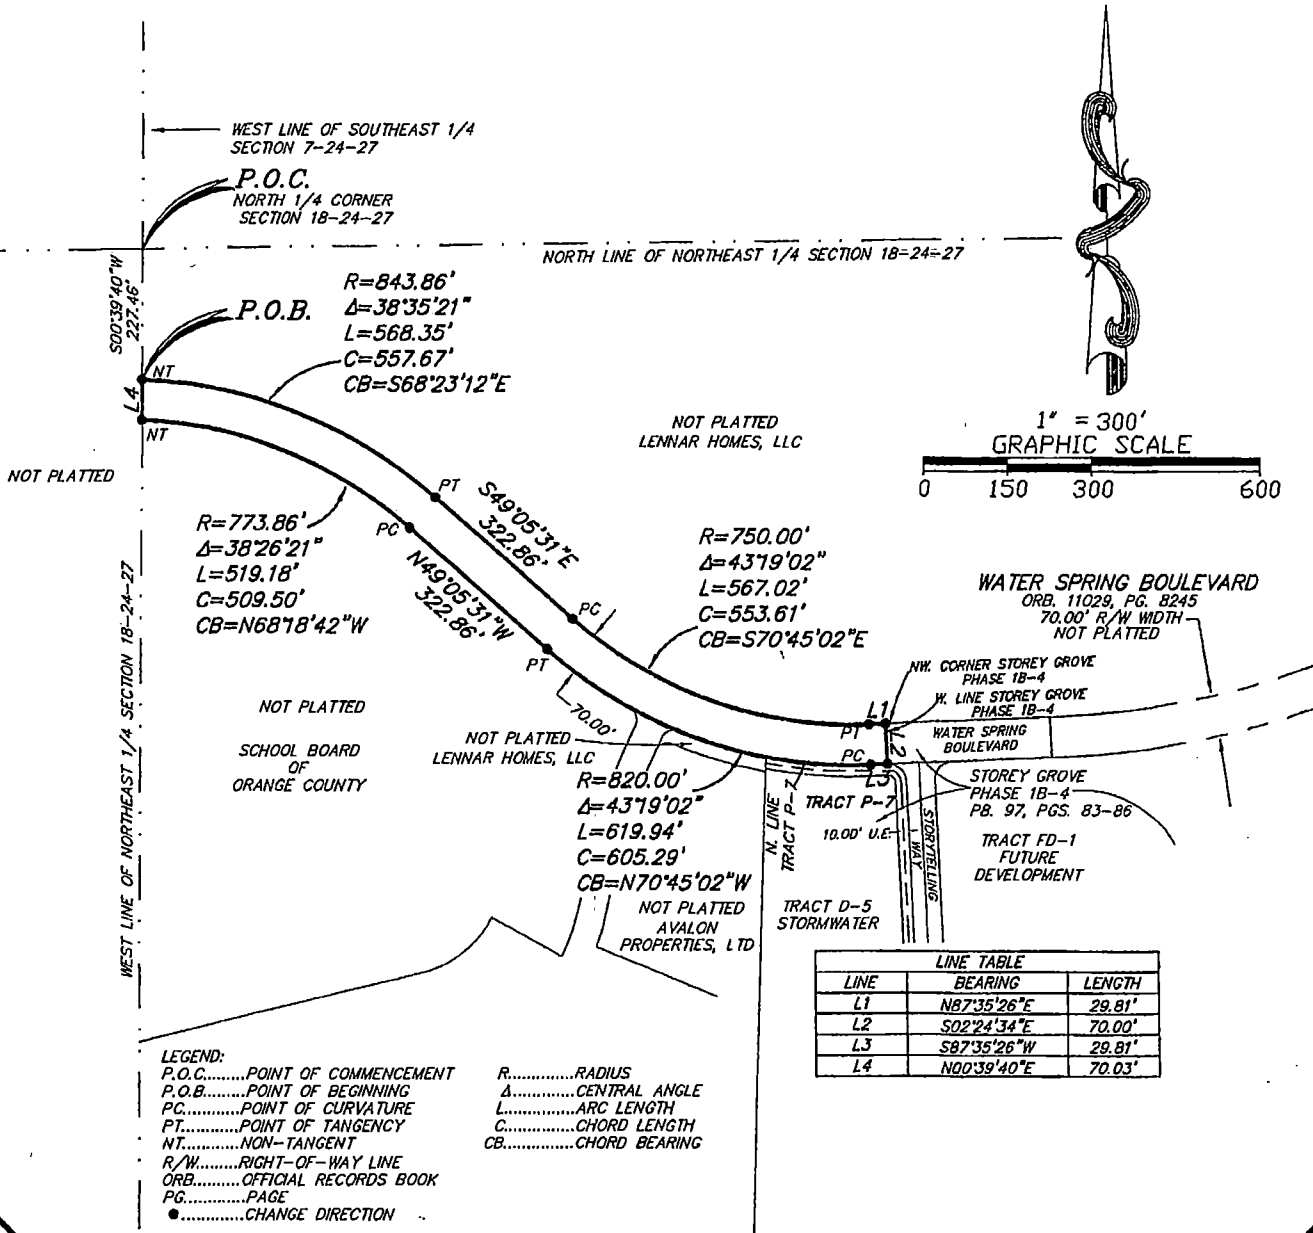 WEST LINE OF SOUTHEAST 1/4
SECTION 7-24-27
P.O.C.
NORTH 1/4 CORNER
SECTION 18-24-27
NORTH LINE OF NORTHEAST 1/4 SECTION 18-24-27
S00°39'40"W
227.46'
P.O.B.
R=843.86'
Δ=38°35'21"
L=568.35'
C=557.67'
CB=S68°23'12"E
NT
L4
NT
NOT PLATTED
LENNAR HOMES, LLC
1" = 300'
GRAPHIC SCALE
0 150 300 600
NOT PLATTED
PT
S49°05'31"E
322.86'
PC
R=773.86'
Δ=38°26'21"
L=519.18'
C=509.50'
CB=N68°18'42"W
PC
N49°05'31"W
322.86'
PT
R=750.00'
Δ=43°19'02"
L=567.02'
C=553.61'
CB=S70°45'02"E
WATER SPRING BOULEVARD
ORB. 11029, PG. 8245
70.00' R/W WIDTH
NOT PLATTED
NW. CORNER STOREY GROVE
PHASE 1B-4
W. LINE STOREY GROVE
PHASE 1B-4
L1
PT
L2
WATER SPRING
BOULEVARD
PC
L3
70.00'
WEST LINE OF NORTHEAST 1/4 SECTION 18-24-27
NOT PLATTED
SCHOOL BOARD
OF
ORANGE COUNTY
NOT PLATTED
LENNAR HOMES, LLC
R=820.00'
Δ=43°19'02"
L=619.94'
C=605.29'
CB=N70°45'02"W
N. LINE
TRACT P-7
TRACT P-7
10.00' U.E.
STORYTELLING
WAY
STOREY GROVE
PHASE 1B-4
PB. 97, PGS. 83-86
TRACT FD-1
FUTURE
DEVELOPMENT
NOT PLATTED
AVALON
PROPERTIES, LTD
TRACT D-5
STORMWATER
LINE TABLE
LINE BEARING LENGTH
L1 N87°35'26"E 29.81'
L2 S02°24'34"E 70.00'
L3 S87°35'26"W 29.81'
L4 N00°39'40"E 70.03'
LEGEND:
P.O.C........POINT OF COMMENCEMENT
P.O.B........POINT OF BEGINNING
PC............POINT OF CURVATURE
PT............POINT OF TANGENCY
NT..........NON-TANGENT
R/W.........RIGHT-OF-WAY LINE
ORB.........OFFICIAL RECORDS BOOK
PG............PAGE
●............CHANGE DIRECTION
R.............RADIUS
Δ.............CENTRAL ANGLE
L.............ARC LENGTH
C..............CHORD LENGTH
CB............CHORD BEARING